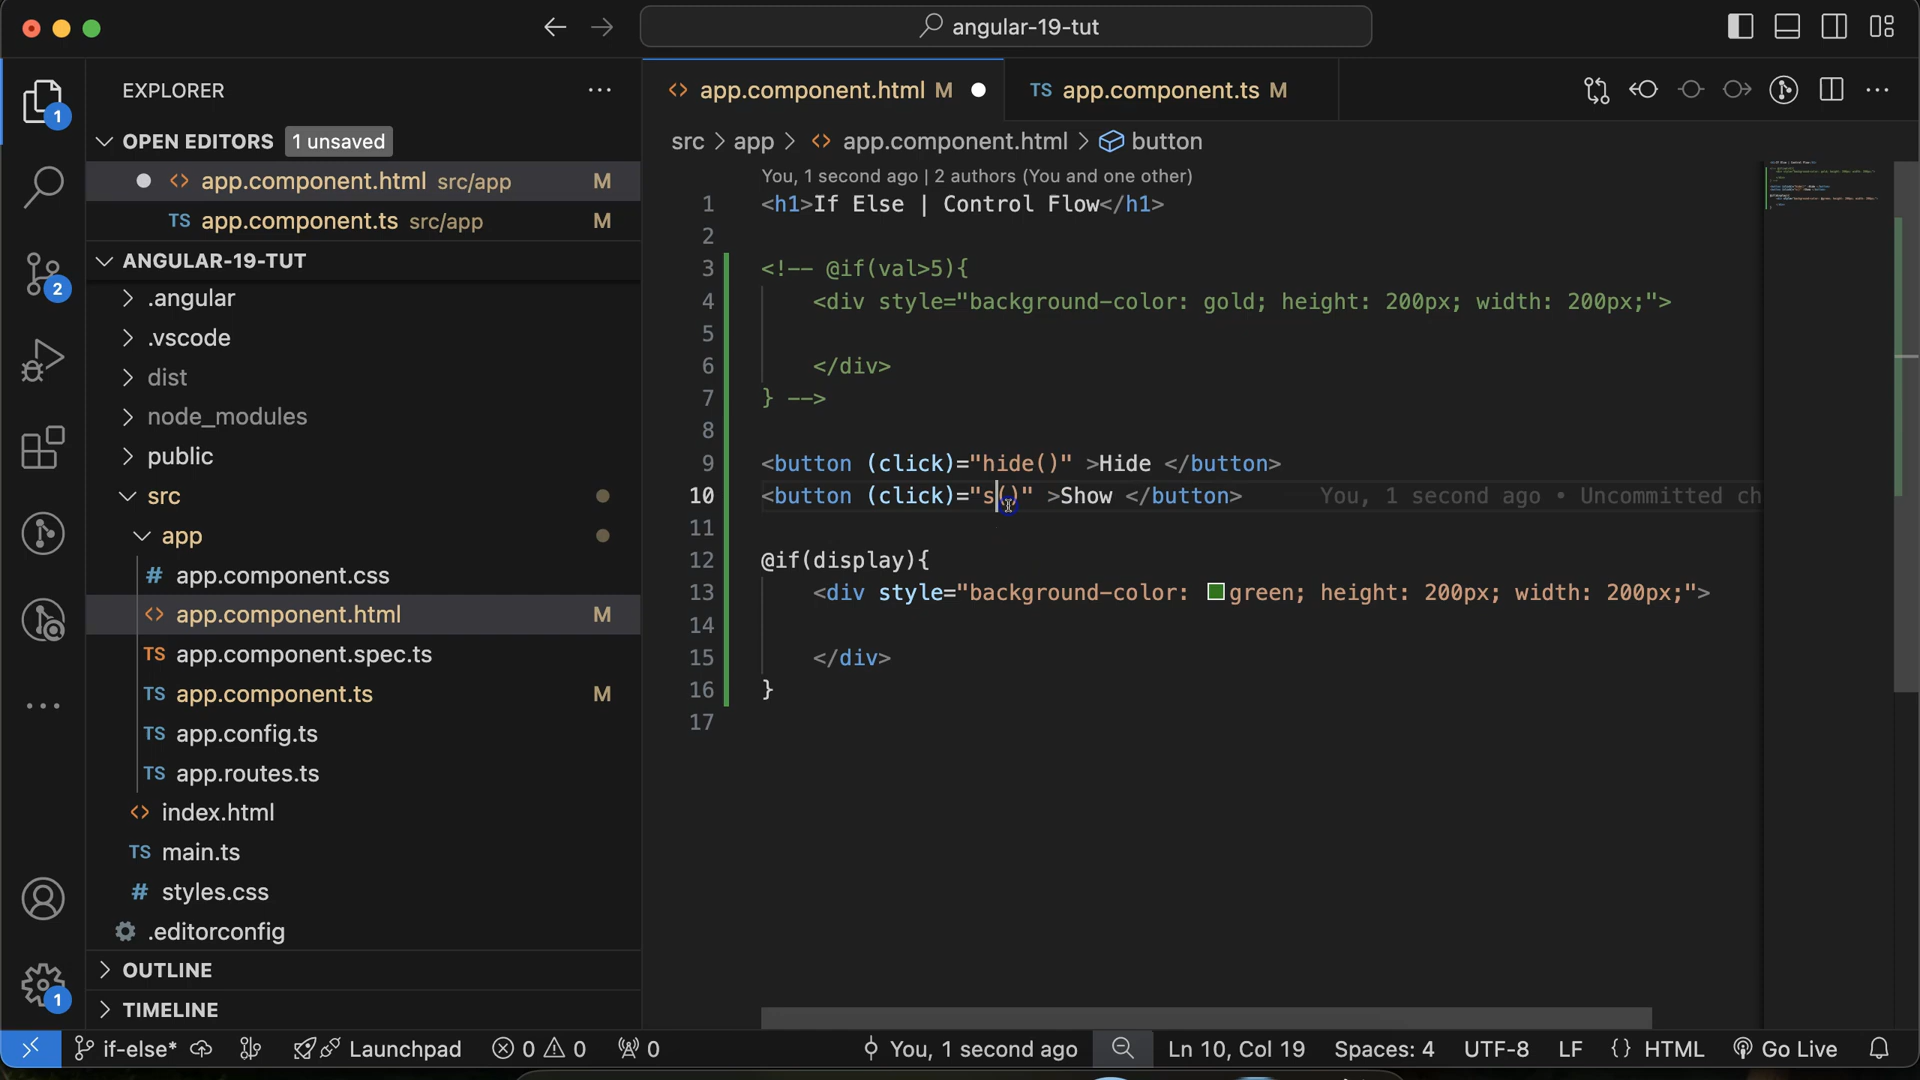 angular-19-tut
EXPLORER
OPEN EDITORS 1 unsaved
app.component.html src/app M
TS app.component.ts src/app M
ANGULAR-19-TUT
.angular
.vscode
dist
node_modules
public
src
app
# app.component.css
<> app.component.html M
TS app.component.spec.ts
TS app.component.ts M
TS app.config.ts
TS app.routes.ts
<> index.html
TS main.ts
# styles.css
.editorconfig
OUTLINE
TIMELINE
1
2
1
<> app.component.html M
TS app.component.ts M
src > app > <> app.component.html > button
You, 1 second ago | 2 authors (You and one other)
1 <h1>If Else | Control Flow</h1>
2
3 <!-- @if(val>5){
4 <div style="background-color: gold; height: 200px; width: 200px;">
5
6 </div>
7 } -->
8
9 <button (click)="hide()" >Hide </button>
10 <button (click)="s()" >Show </button> You, 1 second ago • Uncommitted ch
11
12 @if(display){
13 <div style="background-color: green; height: 200px; width: 200px;">
14
15 </div>
16 }
17
if-else* Launchpad 0 0 0 You, 1 second ago Ln 10, Col 19 Spaces: 4 UTF-8 LF {} HTML Go Live